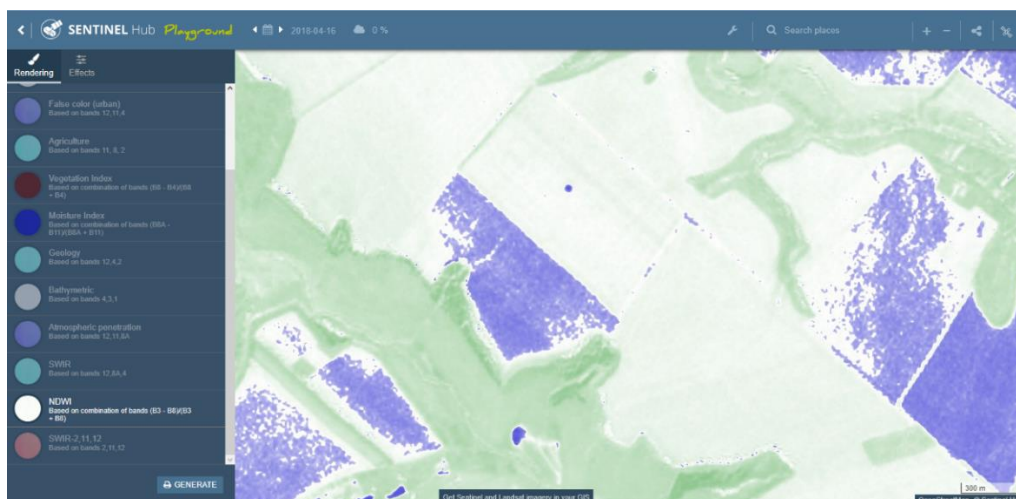 SENTINEL Hub Playground
2018-04-16
0 %
Search places
Rendering
Effects
False color (urban)
Based on bands 12,11,4
Agriculture
Based on bands 11, 8, 2
Vegetation Index
Based on combination of bands (B8 - B4)/(B8
+ B4)
Moisture Index
Based on combination of bands (B8A -
B11)/(B8A + B11)
Geology
Based on bands 12,4,2
Bathymetric
Based on bands 4,3,1
Atmospheric penetration
Based on bands 12,11,8A
SWIR
Based on bands 12,8A,4
NDWI
Based on combination of bands (B3 - B8)/(B3
+ B8)
SWIR-2,11,12
Based on bands 2,11,12
GENERATE
Get Sentinel and Landsat imagery in your GIS
300 m